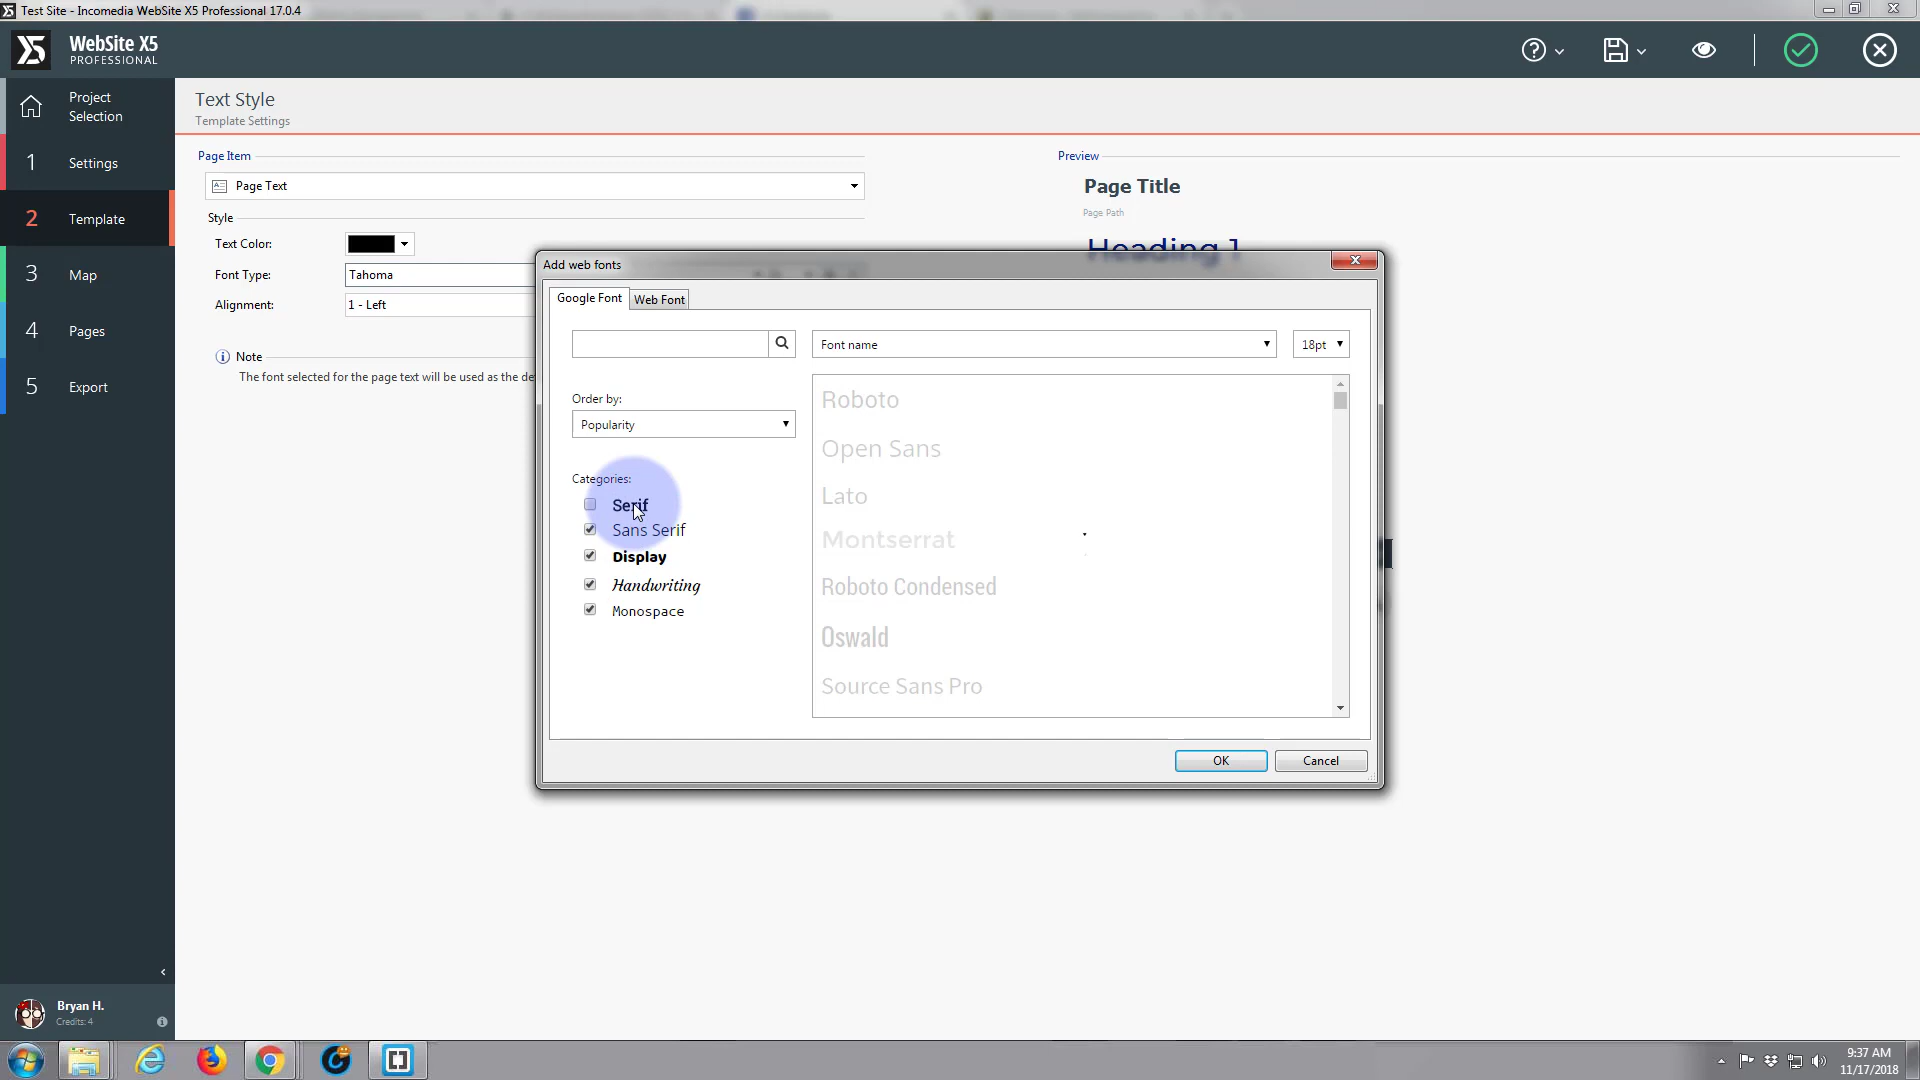 Test Site - Incomedia WebSite X5 Professional 17.0.4
WebSite X5
PROFESSIONAL
Project
Selection
1 Settings
2 Template
3 Map
4 Pages
5 Export
Bryan H.
Credits: 4
Text Style
Template Settings
Page Item
Page Text
Style
Text Color:
Font Type: Tahoma
Alignment: 1 - Left
Note
The font selected for the page text will be used as the
Preview
Page Title
Page Path
Heading 1
Add web fonts
Google Font
Web Font
Font name
18pt
Order by:
Popularity
Categories:
Serif
Sans Serif
Display
Handwriting
Monospace
Roboto
Open Sans
Lato
Montserrat
Roboto Condensed
Oswald
Source Sans Pro
OK
Cancel
9:37 AM
11/17/2018